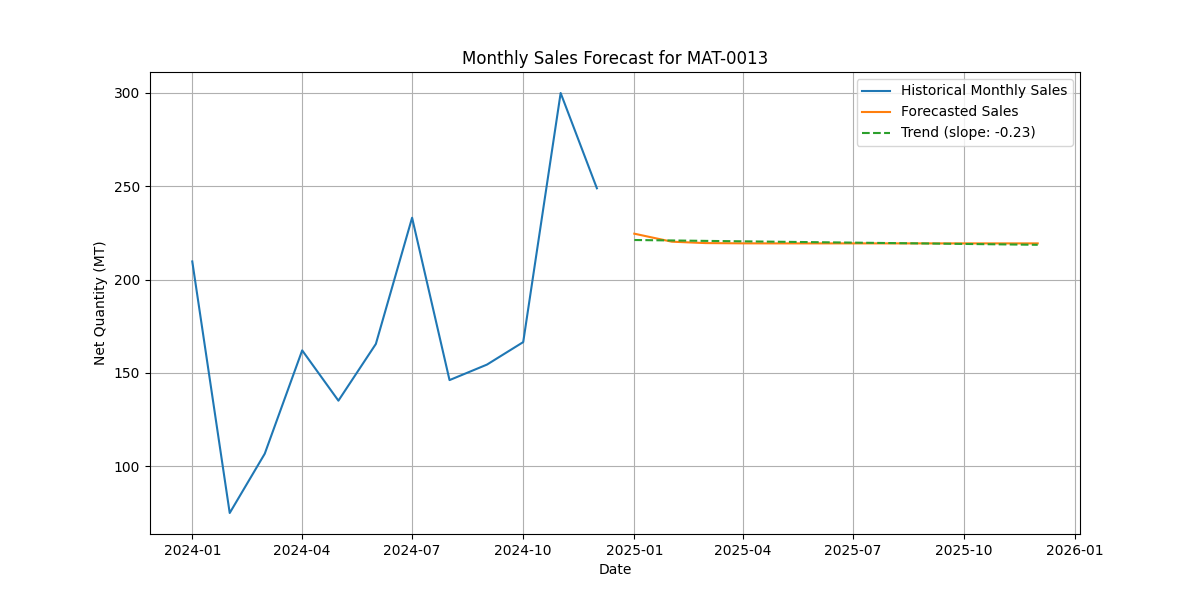 Monthly Sales Forecast for MAT-0013
Historical Monthly Sales
Forecasted Sales
Trend (slope: -0.23)
Net Quantity (MT)
300
250
200
150
100
2024-01 2024-04 2024-07 2024-10 2025-01 2025-04 2025-07 2025-10 2026-01
Date